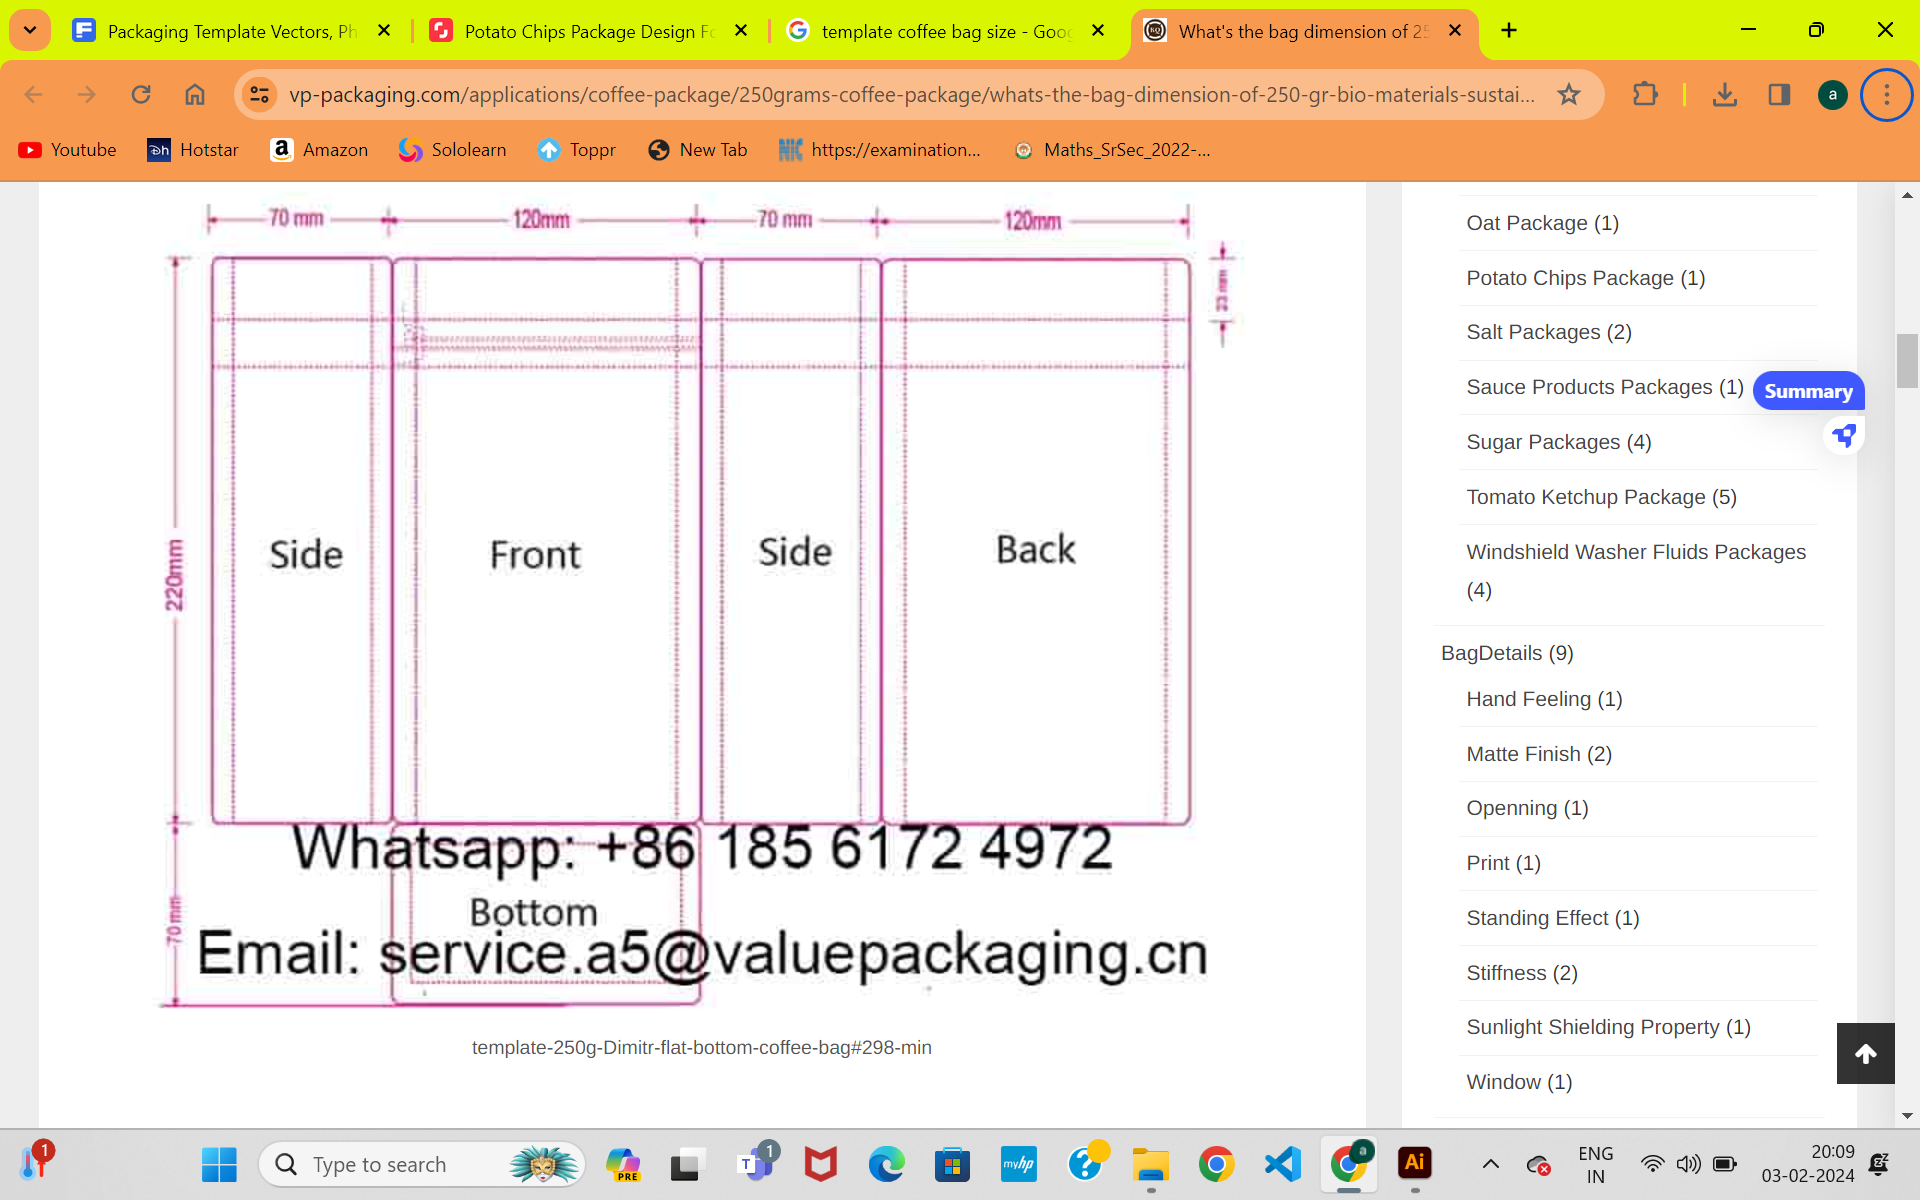 Packaging Template Vectors, Ph
Potato Chips Package Design Fo
template coffee bag size - Goog
What's the bag dimension of 25
vp-packaging.com/applications/coffee-package/250grams-coffee-package/whats-the-bag-dimension-of-250-gr-bio-materials-sustai...
a
Youtube
Hotstar
Amazon
Sololearn
Toppr
New Tab
https://examination...
Maths_SrSec_2022-...
70 mm
120mm
70 mm
120mm
23 mm
220mm
Side
Front
Side
Back
Whatsapp: +86 185 6172 4972
70 mm
Bottom
Email: service.a5@valuepackaging.cn
template-250g-Dimitr-flat-bottom-coffee-bag#298-min
Oat Package (1)
Potato Chips Package (1)
Salt Packages (2)
Sauce Products Packages (1)
Summary
Sugar Packages (4)
Tomato Ketchup Package (5)
Windshield Washer Fluids Packages
(4)
BagDetails (9)
Hand Feeling (1)
Matte Finish (2)
Openning (1)
Print (1)
Standing Effect (1)
Stiffness (2)
Sunlight Shielding Property (1)
Window (1)
1
Type to search
PRE
T
1
myhp
?
a
Ai
ENG
IN
20:09
03-02-2024